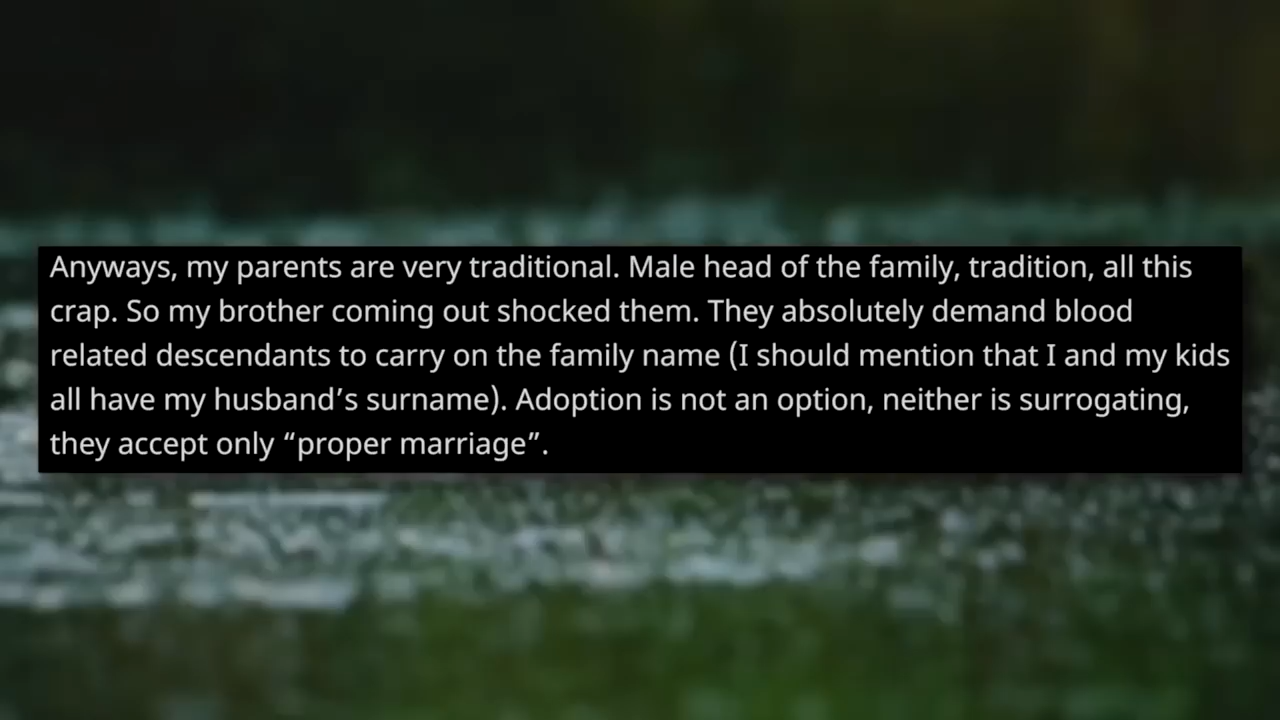 Anyways, my parents are very traditional. Male head of the family, tradition, all this
crap. So my brother coming out shocked them. They absolutely demand blood
related descendants to carry on the family name (I should mention that I and my kids
all have my husband’s surname). Adoption is not an option, neither is surrogating,
they accept only “proper marriage”.